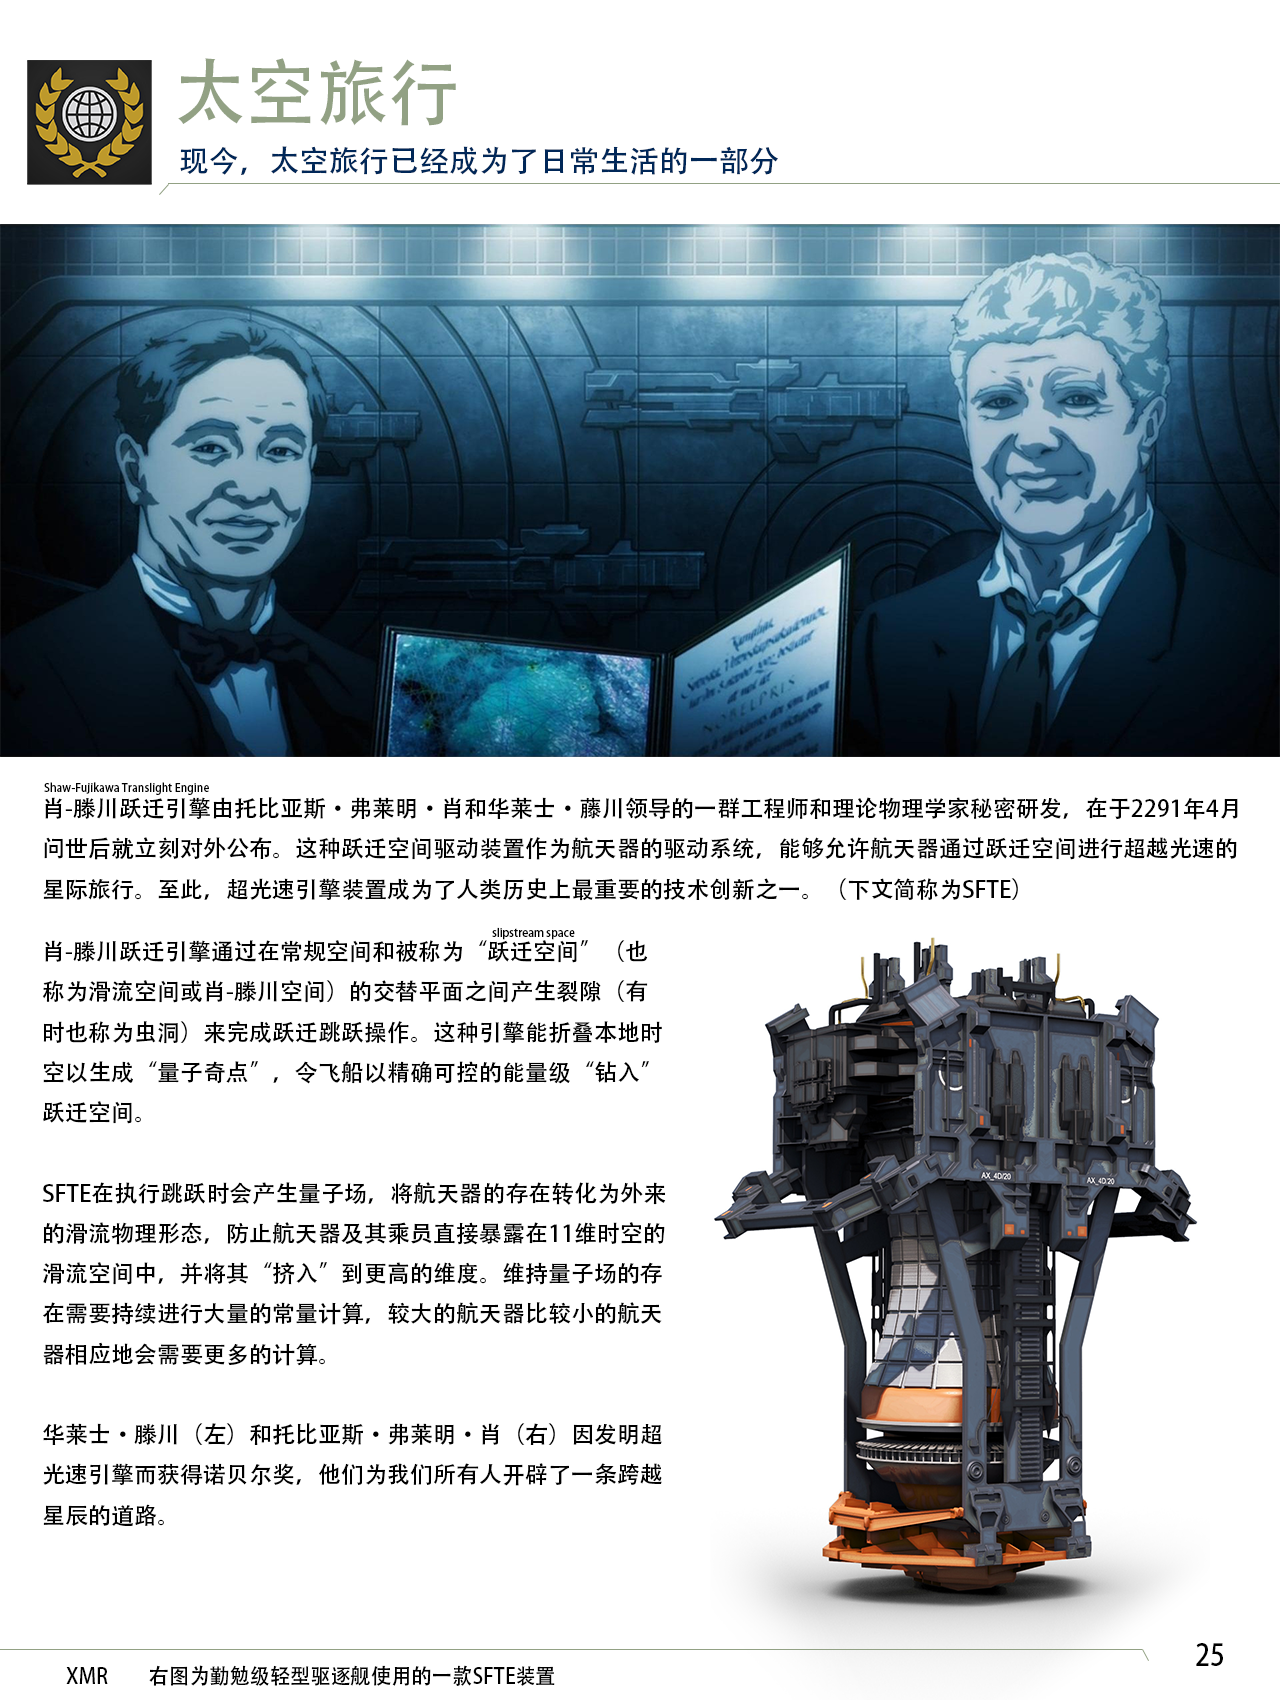 太空旅行
现今，太空旅行已经成为了日常生活的一部分
NOBELPRIS
Shaw-Fujikawa Translight Engine
肖-滕川跃迁引擎由托比亚斯·弗莱明·肖和华莱士·藤川领导的一群工程师和理论物理学家秘密研发，在于2291年4月
问世后就立刻对外公布。这种跃迁空间驱动装置作为航天器的驱动系统，能够允许航天器通过跃迁空间进行超越光速的
星际旅行。至此，超光速引擎装置成为了人类历史上最重要的技术创新之一。（下文简称为SFTE）
slipstream space
肖-滕川跃迁引擎通过在常规空间和被称为“跃迁空间”（也
称为滑流空间或肖-滕川空间）的交替平面之间产生裂隙（有
时也称为虫洞）来完成跃迁跳跃操作。这种引擎能折叠本地时
空以生成“量子奇点”，令飞船以精确可控的能量级“钻入”
跃迁空间。
SFTE在执行跳跃时会产生量子场，将航天器的存在转化为外来
的滑流物理形态，防止航天器及其乘员直接暴露在11维时空的
滑流空间中，并将其“挤入”到更高的维度。维持量子场的存
在需要持续进行大量的常量计算，较大的航天器比较小的航天
器相应地会需要更多的计算。
华莱士·滕川（左）和托比亚斯·弗莱明·肖（右）因发明超
光速引擎而获得诺贝尔奖，他们为我们所有人开辟了一条跨越
星辰的道路。
AX_4D/20
AX_4D/20
XMR 右图为勤勉级轻型驱逐舰使用的一款SFTE装置
25